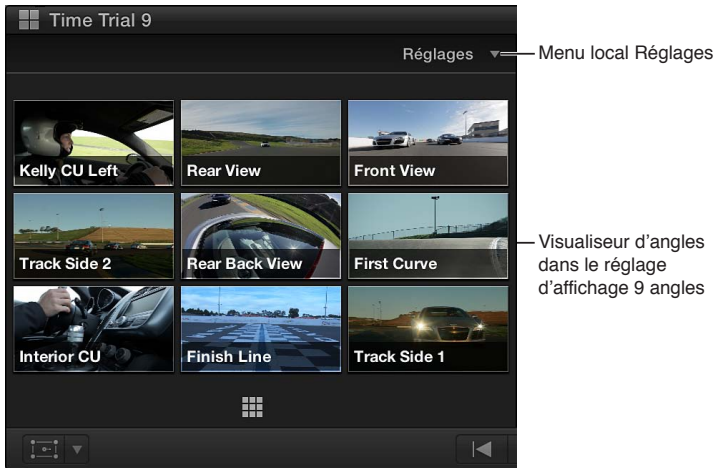 Time Trial 9
Réglages
Menu local Réglages
Kelly CU Left
Rear View
Front View
Track Side 2
Rear Back View
First Curve
Visualiseur d'angles
dans le réglage
d'affichage 9 angles
Interior CU
Finish Line
Track Side 1